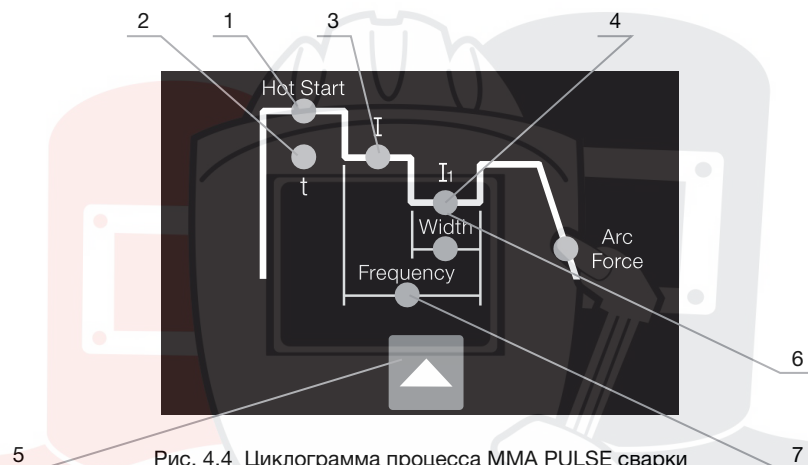 2 1 3 4
Hot Start
I
t
I₁
Width
Arc
Force
Frequency
6
5
7
Рис. 4.4 Циклограмма процесса MMA PULSE сварки